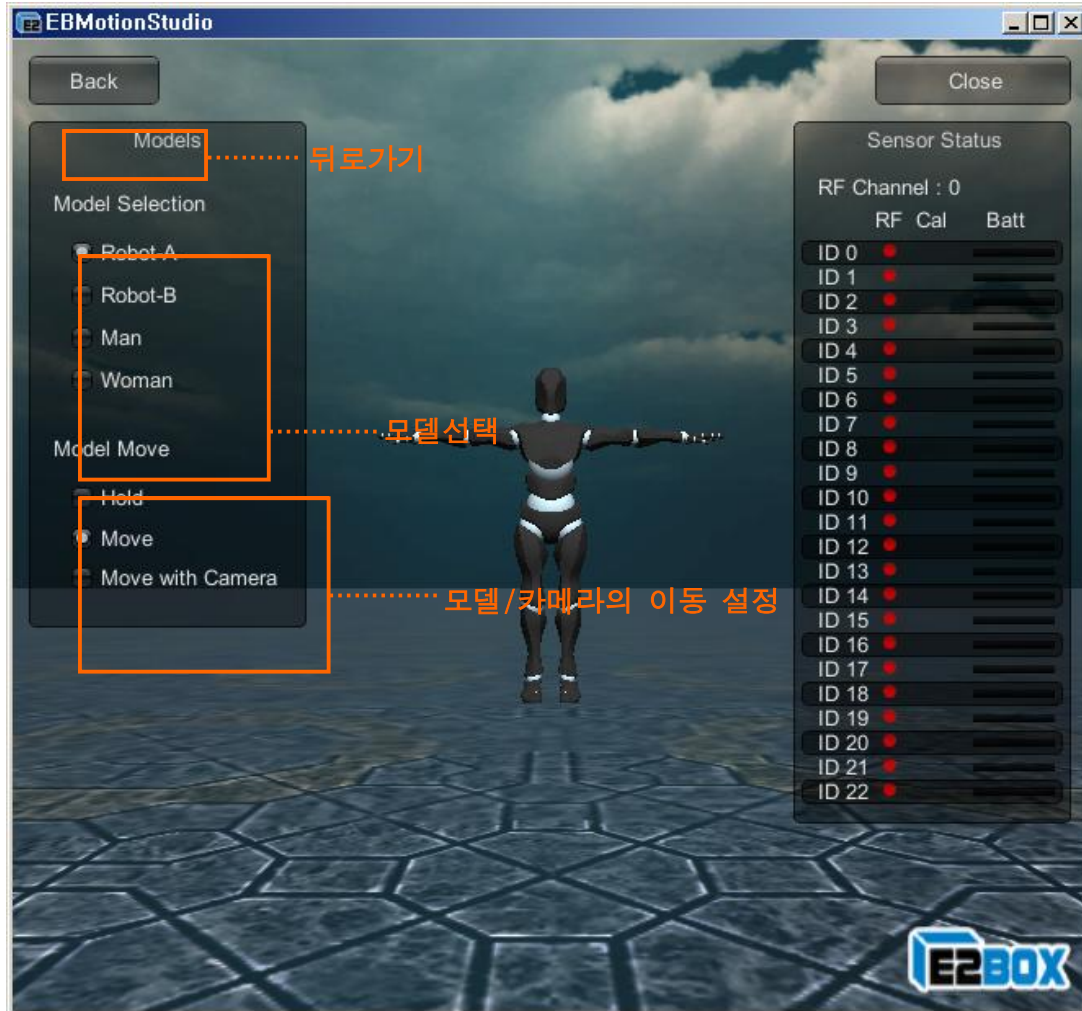 EBMotionStudio
Back
Close
Models
뒤로가기
Model Selection
Robot-A
Robot-B
Man
Woman
모델선택
Model Move
Hold
Move
Move with Camera
모델/카메라의 이동 설정
Sensor Status
RF Channel : 0
RF Cal Batt
ID 0
ID 1
ID 2
ID 3
ID 4
ID 5
ID 6
ID 7
ID 8
ID 9
ID 10
ID 11
ID 12
ID 13
ID 14
ID 15
ID 16
ID 17
ID 18
ID 19
ID 20
ID 21
ID 22
E2BOX